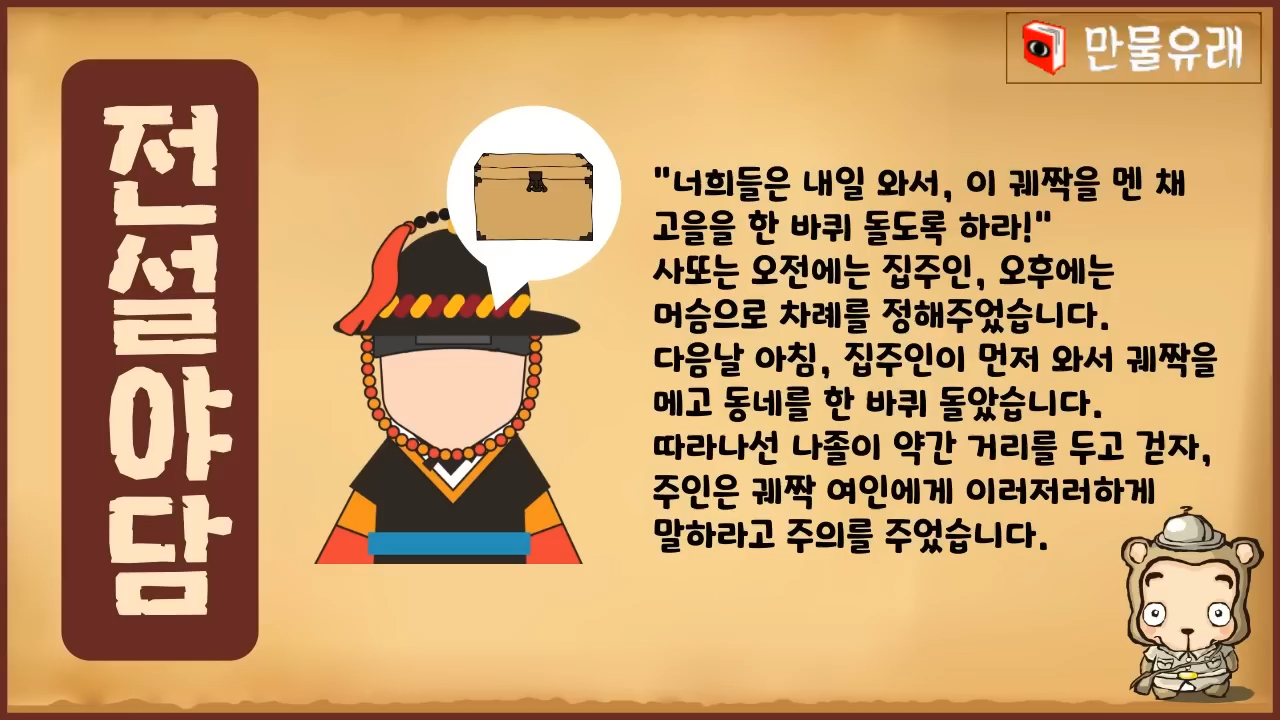 만물유래
전설야담
"너희들은 내일 와서, 이 궤짝을 멘 채
고을을 한 바퀴 돌도록 하라!"
사또는 오전에는 집주인, 오후에는
머슴으로 차례를 정해주었습니다.
다음날 아침, 집주인이 먼저 와서 궤짝을
메고 동네를 한 바퀴 돌았습니다.
따라나선 나졸이 약간 거리를 두고 걷자,
주인은 궤짝 여인에게 이러저러하게
말하라고 주의를 주었습니다.